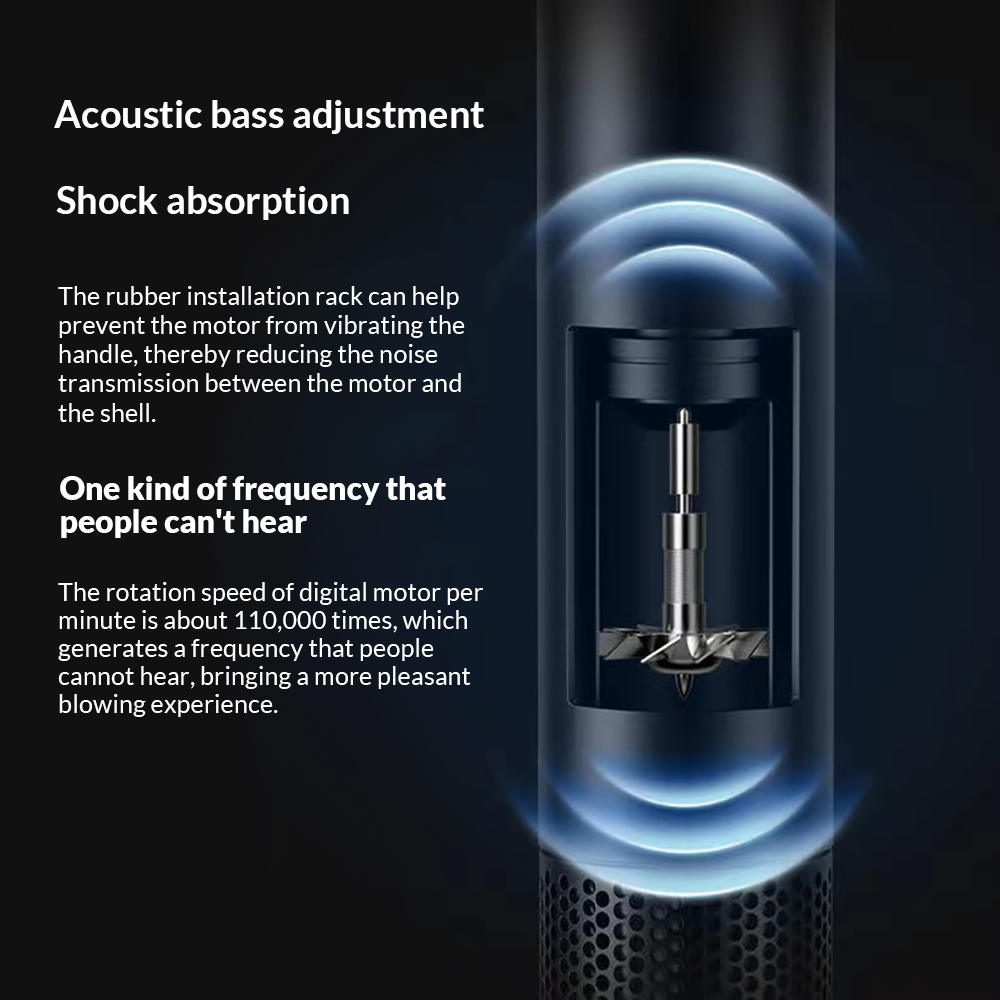 Acoustic bass adjustment
Shock absorption
The rubber installation rack can help
prevent the motor from vibrating the
handle, thereby reducing the noise
transmission between the motor and
the shell.
One kind of frequency that
people can't hear
The rotation speed of digital motor per
minute is about 110,000 times, which
generates a frequency that people
cannot hear, bringing a more pleasant
blowing experience.